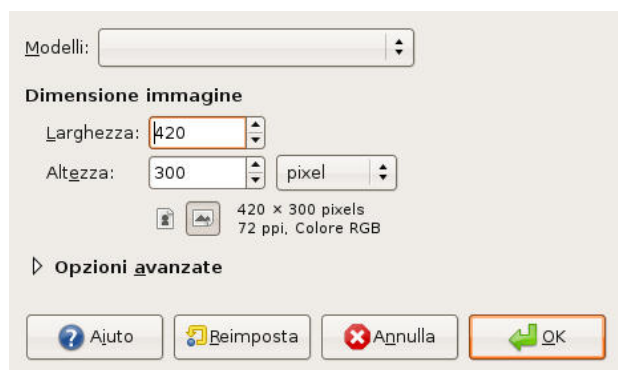 Modelli:
Dimensione immagine
Larghezza: 420
Altezza: 300 pixel
420 × 300 pixels
72 ppi, Colore RGB
Opzioni avanzate
Aiuto Reimposta Annulla OK